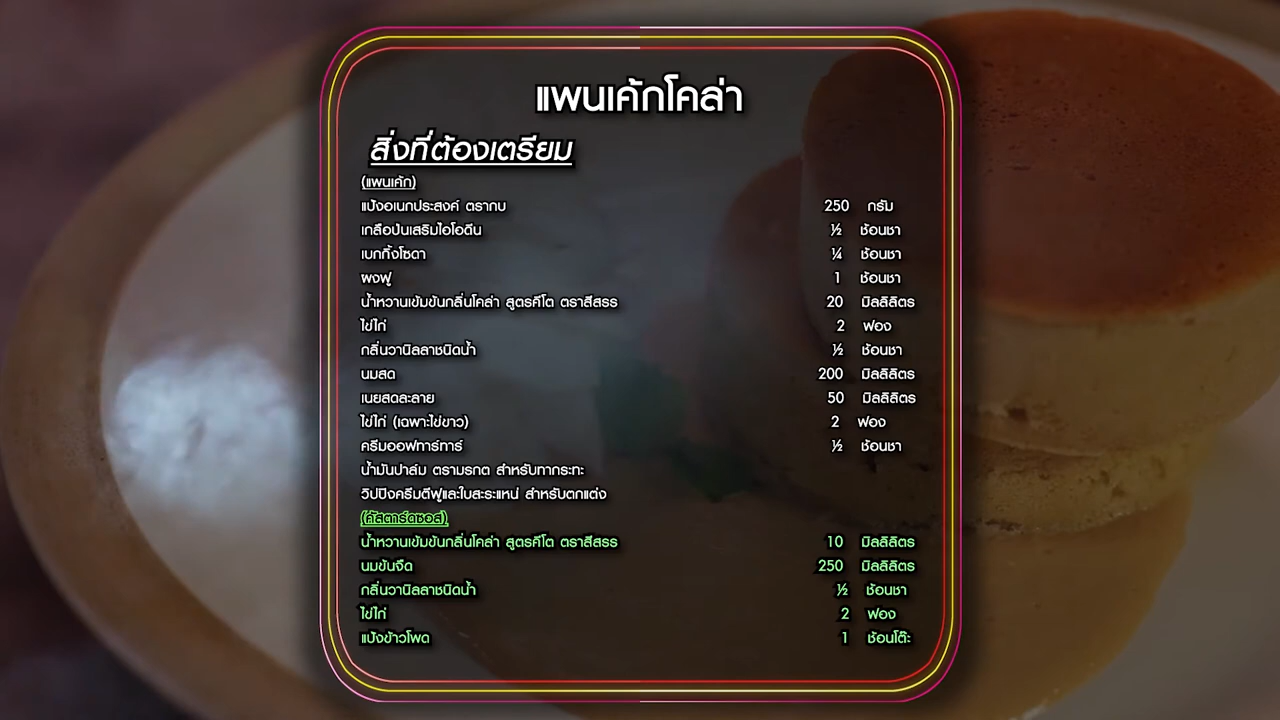 แพนเค้กโคล่า
สิ่งที่ต้องเตรียม
(แพนเค้ก)
แป้งอเนกประสงค์ ตรากบ 250 กรัม
เกลือป่นเสริมไอโอดีน ½ ช้อนชา
เบกกิ้งโซดา ¼ ช้อนชา
ผงฟู 1 ช้อนชา
น้ำหวานเข้มข้นกลิ่นโคล่า สูตรคีโต ตราสีสรร 20 มิลลิลิตร
ไข่ไก่ 2 ฟอง
กลิ่นวานิลลาชนิดน้ำ ½ ช้อนชา
นมสด 200 มิลลิลิตร
เนยสดละลาย 50 มิลลิลิตร
ไข่ไก่ (เฉพาะไข่ขาว) 2 ฟอง
ครีมออฟทาร์ทาร์ ½ ช้อนชา
น้ำมันปาล์ม ตรามรกต สำหรับทากระทะ
วิปปิงครีมตีฟูและใบสะระแหน่ สำหรับตกแต่ง
(คัสตาร์ดซอส)
น้ำหวานเข้มข้นกลิ่นโคล่า สูตรคีโต ตราสีสรร 10 มิลลิลิตร
นมข้นจืด 250 มิลลิลิตร
กลิ่นวานิลลาชนิดน้ำ ½ ช้อนชา
ไข่ไก่ 2 ฟอง
แป้งข้าวโพด 1 ช้อนโต๊ะ